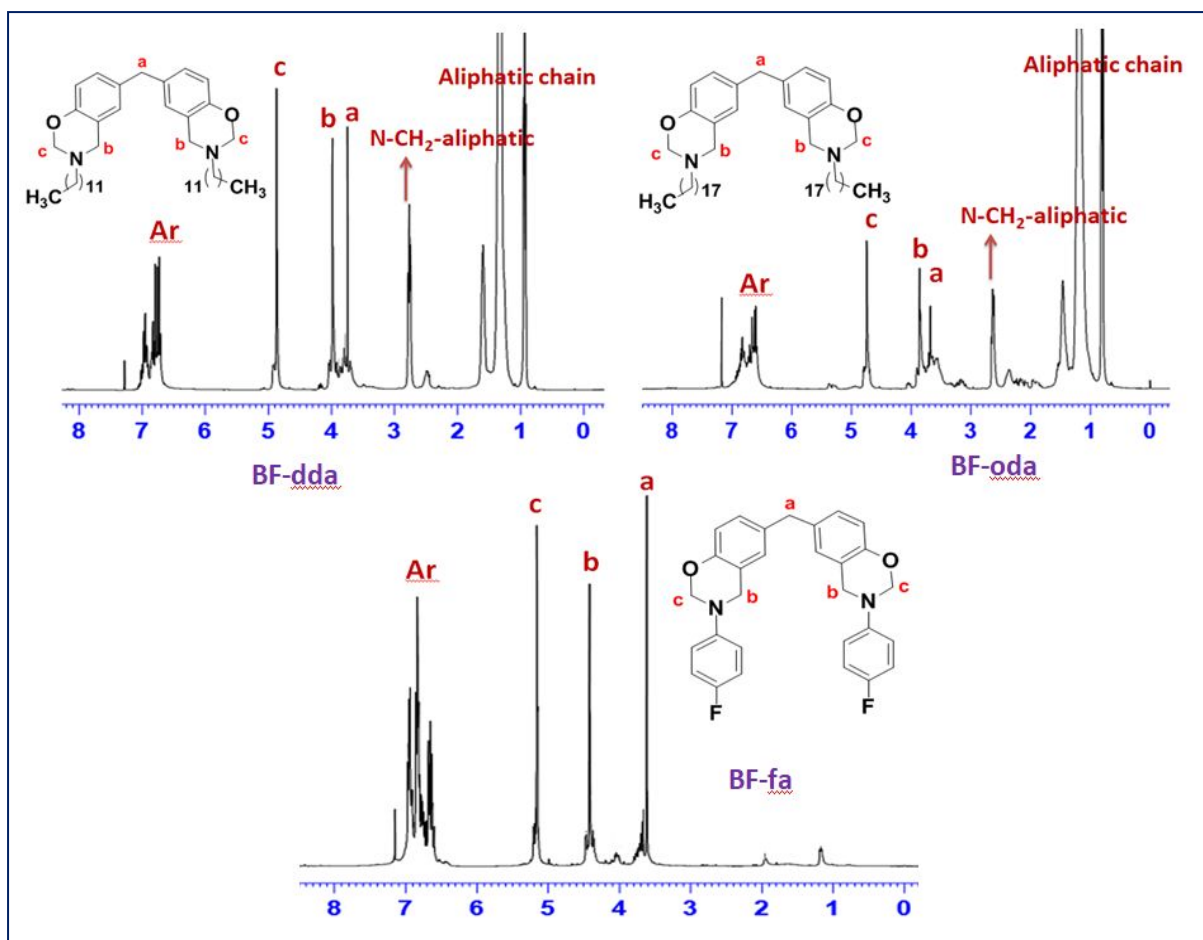 a
c
Aliphatic chain
b
a
N-CH2-aliphatic
O
O
c
b
b
c
N
N
11
11
H3C
CH3
Ar
8 7 6 5 4 3 2 1 0
BF-dda
a
Aliphatic chain
O
O
c
b
b
c
N
N
17
17
H3C
CH3
N-CH2-aliphatic
c
b
a
Ar
8 7 6 5 4 3 2 1 0
BF-oda
a
c
b
Ar
a
O
O
c
b
b
c
N
N
F
F
BF-fa
8 7 6 5 4 3 2 1 0